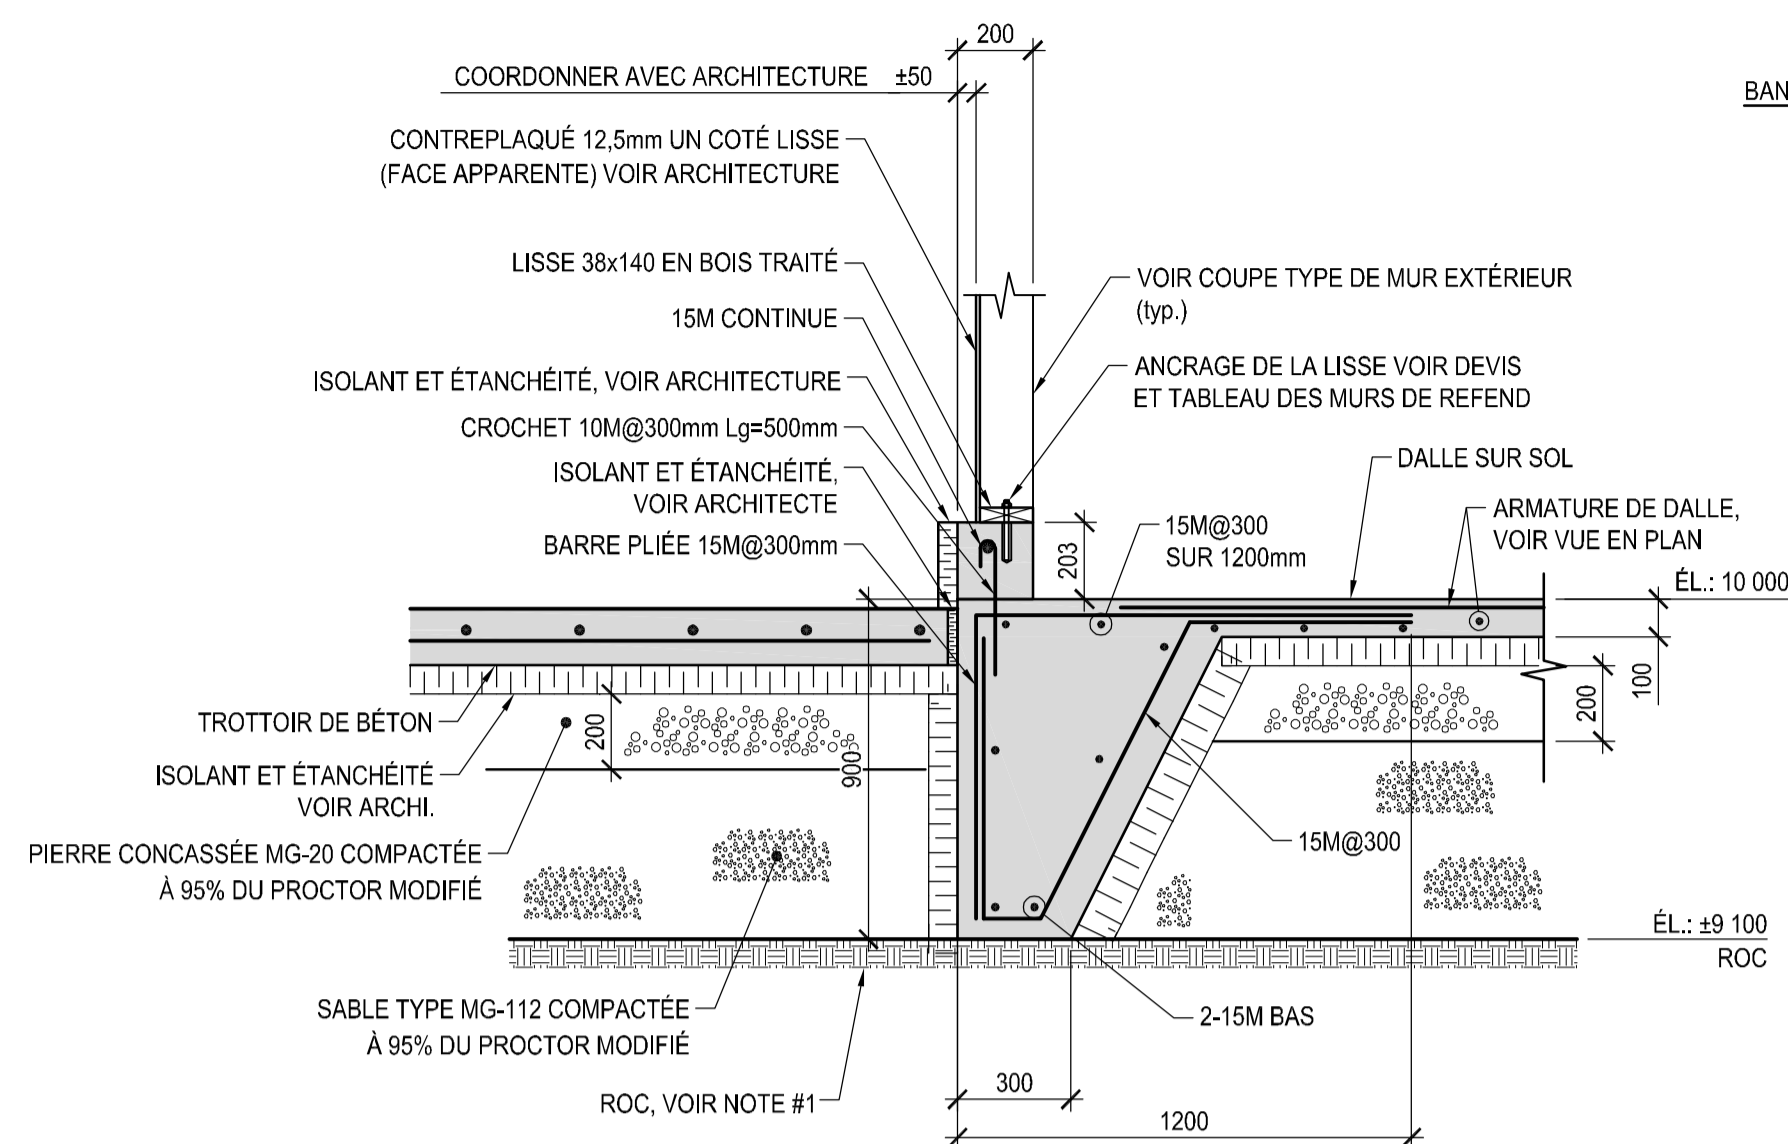 200
COORDONNER AVEC ARCHITECTURE ±50
BAN
CONTREPLAQUÉ 12,5mm UN COTÉ LISSE
(FACE APPARENTE) VOIR ARCHITECTURE
LISSE 38x140 EN BOIS TRAITÉ
15M CONTINUE
ISOLANT ET ÉTANCHÉITÉ, VOIR ARCHITECTURE
CROCHET 10M@300mm Lg=500mm
ISOLANT ET ÉTANCHÉITÉ,
VOIR ARCHITECTE
BARRE PLIÉE 15M@300mm
VOIR COUPE TYPE DE MUR EXTÉRIEUR
(typ.)
ANCRAGE DE LA LISSE VOIR DEVIS
ET TABLEAU DES MURS DE REFEND
DALLE SUR SOL
ARMATURE DE DALLE,
VOIR VUE EN PLAN
15M@300
SUR 1200mm
203
ÉL.: 10 000
100
200
TROTTOIR DE BÉTON
200
900
ISOLANT ET ÉTANCHÉITÉ
VOIR ARCHI.
PIERRE CONCASSÉE MG-20 COMPACTÉE
À 95% DU PROCTOR MODIFIÉ
15M@300
ÉL.: ±9 100
ROC
SABLE TYPE MG-112 COMPACTÉE
À 95% DU PROCTOR MODIFIÉ
2-15M BAS
ROC, VOIR NOTE #1
300
1200